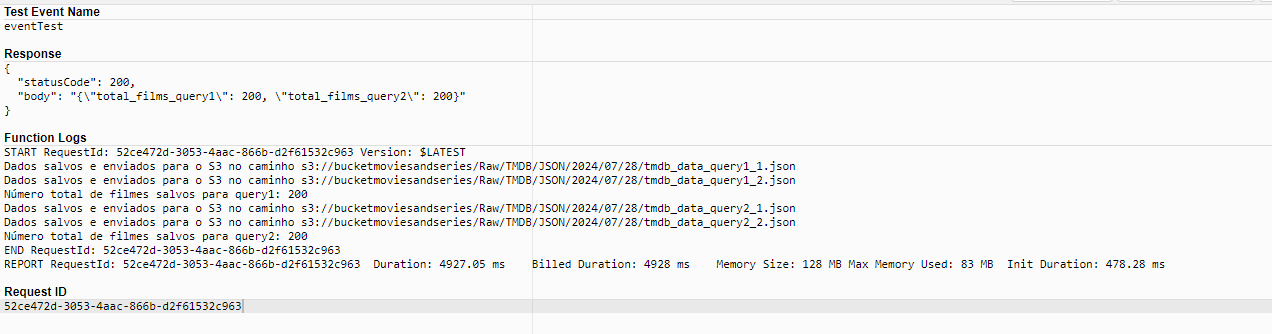 Test Event Name
eventTest
Response
{
  "statusCode": 200,
  "body": "{\"total_films_query1\": 200, \"total_films_query2\": 200}"
}
Function Logs
START RequestId: 52ce472d-3053-4aac-866b-d2f61532c963 Version: $LATEST
Dados salvos e enviados para o S3 no caminho s3://bucketmoviesandseries/Raw/TMDB/JSON/2024/07/28/tmdb_data_query1_1.json
Dados salvos e enviados para o S3 no caminho s3://bucketmoviesandseries/Raw/TMDB/JSON/2024/07/28/tmdb_data_query1_2.json
Número total de filmes salvos para query1: 200
Dados salvos e enviados para o S3 no caminho s3://bucketmoviesandseries/Raw/TMDB/JSON/2024/07/28/tmdb_data_query2_1.json
Dados salvos e enviados para o S3 no caminho s3://bucketmoviesandseries/Raw/TMDB/JSON/2024/07/28/tmdb_data_query2_2.json
Número total de filmes salvos para query2: 200
END RequestId: 52ce472d-3053-4aac-866b-d2f61532c963
REPORT RequestId: 52ce472d-3053-4aac-866b-d2f61532c963  Duration: 4927.05 ms    Billed Duration: 4928 ms    Memory Size: 128 MB Max Memory Used: 83 MB  Init Duration: 478.28 ms
Request ID
52ce472d-3053-4aac-866b-d2f61532c963